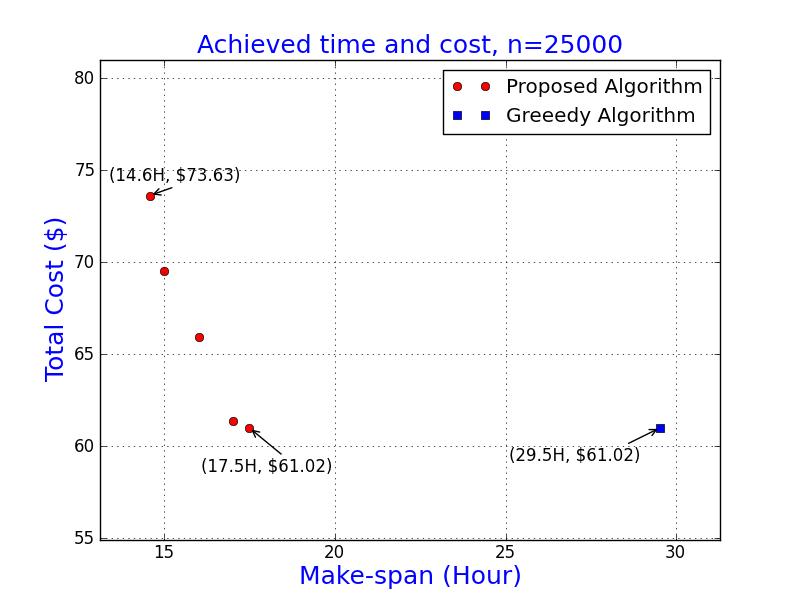 Achieved time and cost, n=25000
Proposed Algorithm
Greeedy Algorithm
80
75
70
65
60
55
Total Cost ($)
(14.6H, $73.63)
(17.5H, $61.02)
(29.5H, $61.02)
15
20
25
30
Make-span (Hour)